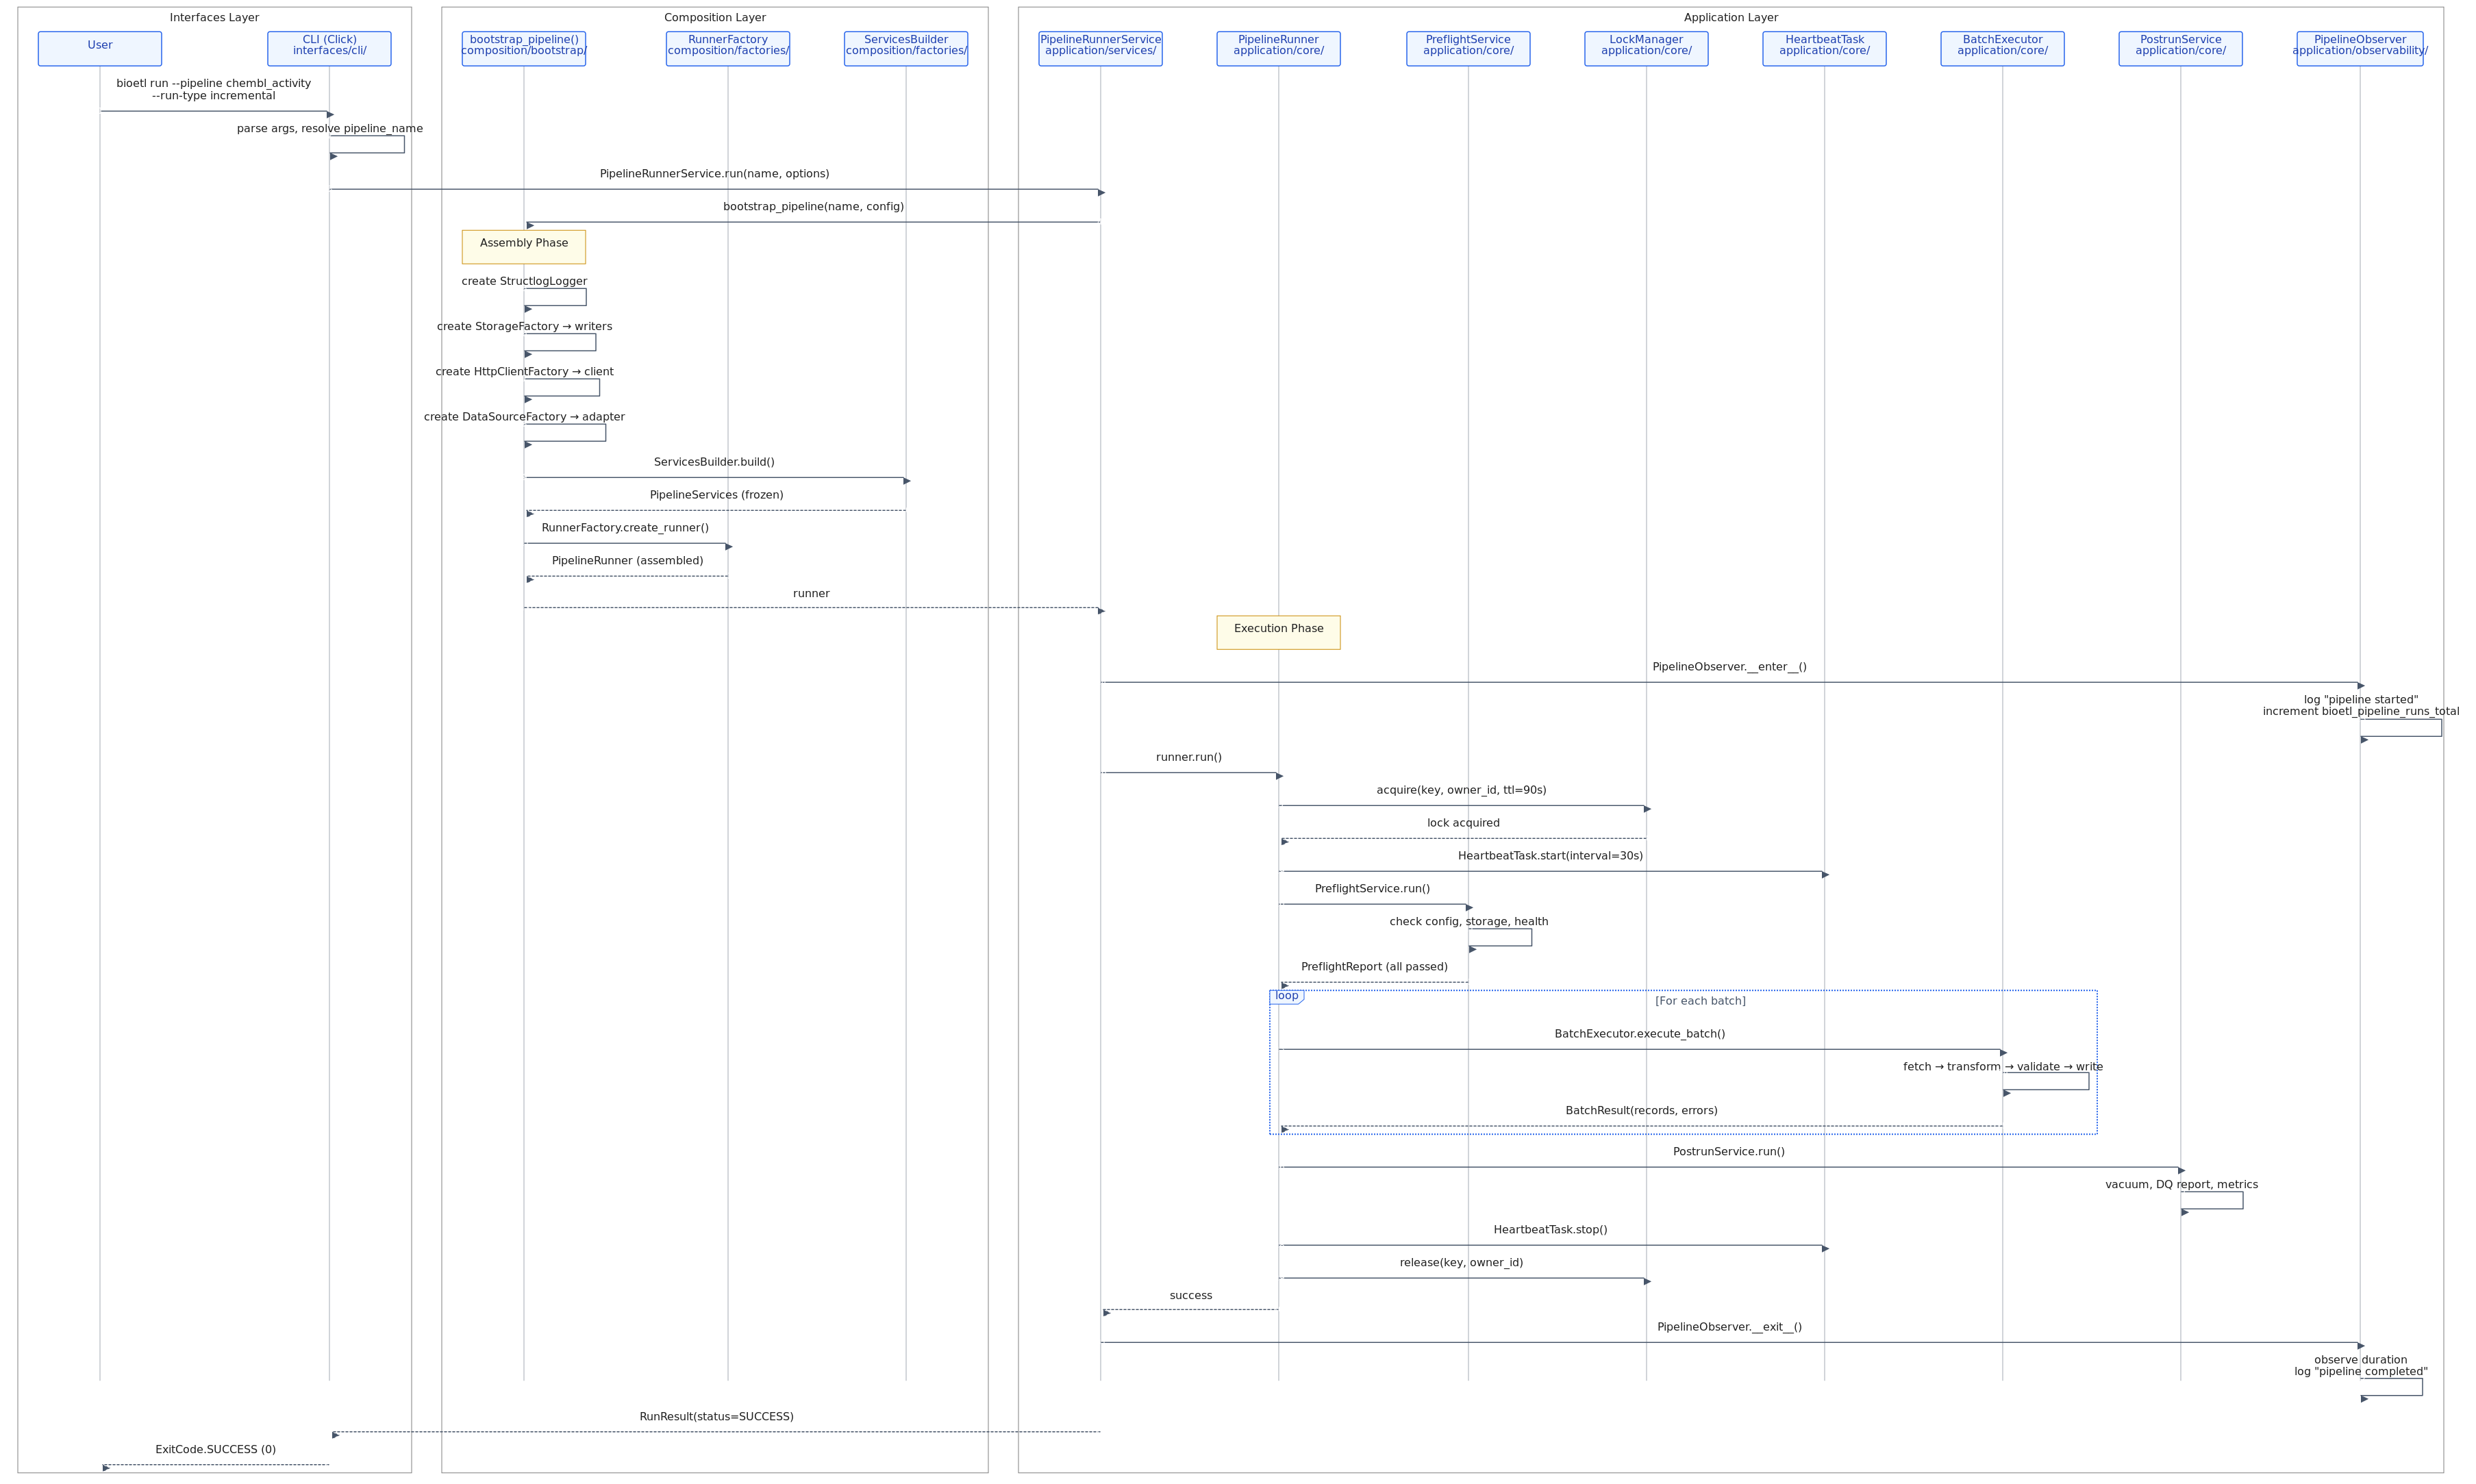 Interfaces Layer
Composition Layer
Application Layer
User
CLI (Click)
interfaces/cli/
bootstrap_pipeline()
composition/bootstrap/
RunnerFactory
composition/factories/
ServicesBuilder
composition/factories/
PipelineRunnerService
application/services/
PipelineRunner
application/core/
PreflightService
application/core/
LockManager
application/core/
HeartbeatTask
application/core/
BatchExecutor
application/core/
PostrunService
application/core/
PipelineObserver
application/observability/
bioetl run --pipeline chembl_activity
--run-type incremental
parse args, resolve pipeline_name
PipelineRunnerService.run(name, options)
bootstrap_pipeline(name, config)
Assembly Phase
create StructlogLogger
create StorageFactory → writers
create HttpClientFactory → client
create DataSourceFactory → adapter
ServicesBuilder.build()
PipelineServices (frozen)
RunnerFactory.create_runner()
PipelineRunner (assembled)
runner
Execution Phase
PipelineObserver.__enter__()
log "pipeline started"
increment bioetl_pipeline_runs_total
runner.run()
acquire(key, owner_id, ttl=90s)
lock acquired
HeartbeatTask.start(interval=30s)
PreflightService.run()
check config, storage, health
PreflightReport (all passed)
loop
[For each batch]
BatchExecutor.execute_batch()
fetch → transform → validate → write
BatchResult(records, errors)
PostrunService.run()
vacuum, DQ report, metrics
HeartbeatTask.stop()
release(key, owner_id)
success
PipelineObserver.__exit__()
observe duration
log "pipeline completed"
RunResult(status=SUCCESS)
ExitCode.SUCCESS (0)